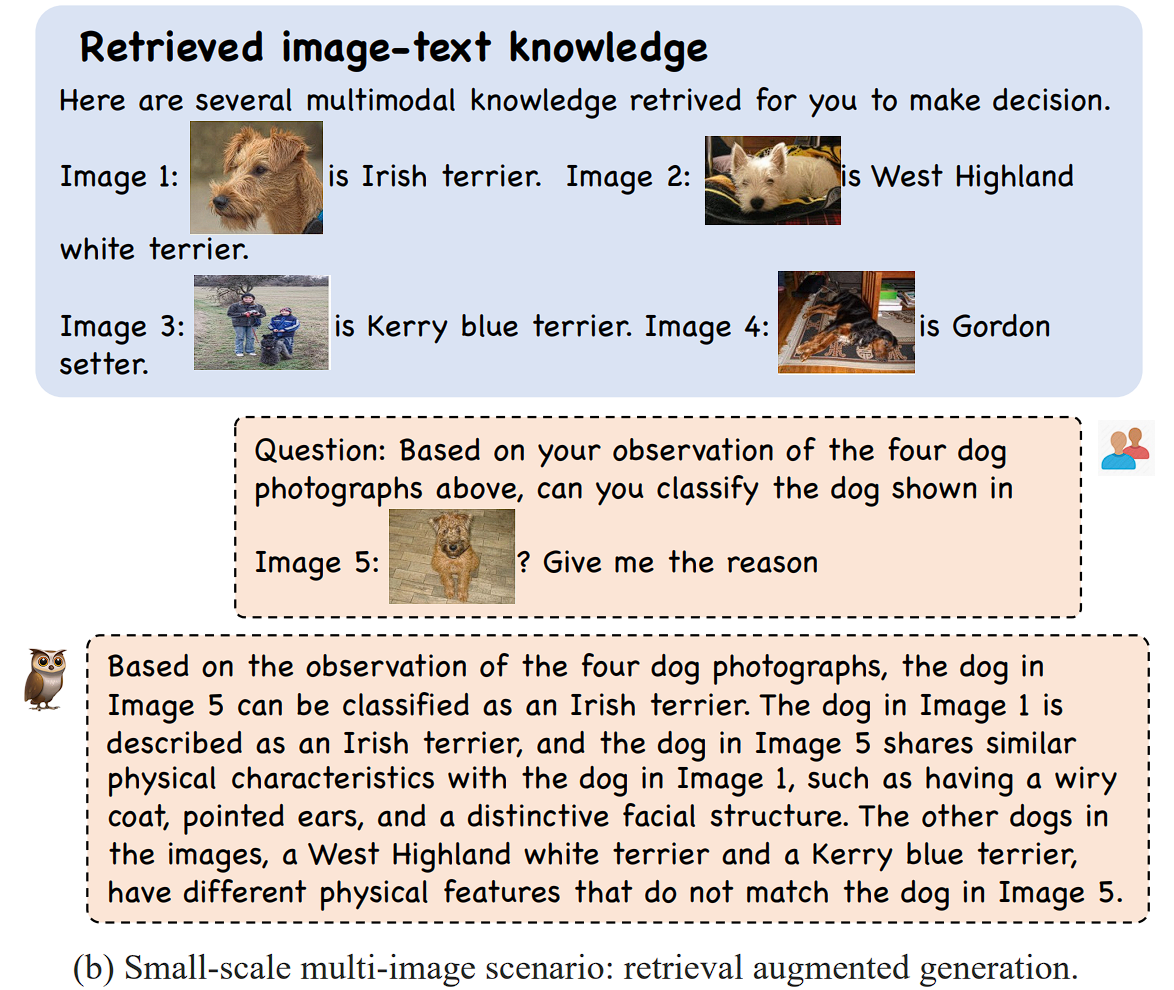 Retrieved image-text knowledge
Here are several multimodal knowledge retrived for you to make decision.
Image 1: is Irish terrier. Image 2: is West Highland
white terrier.
Image 3: is Kerry blue terrier. Image 4: is Gordon
setter.
Question: Based on your observation of the four dog
photographs above, can you classify the dog shown in
Image 5: ? Give me the reason
Based on the observation of the four dog photographs, the dog in
Image 5 can be classified as an Irish terrier. The dog in Image 1 is
described as an Irish terrier, and the dog in Image 5 shares similar
physical characteristics with the dog in Image 1, such as having a wiry
coat, pointed ears, and a distinctive facial structure. The other dogs in
the images, a West Highland white terrier and a Kerry blue terrier,
have different physical features that do not match the dog in Image 5.
(b) Small-scale multi-image scenario: retrieval augmented generation.